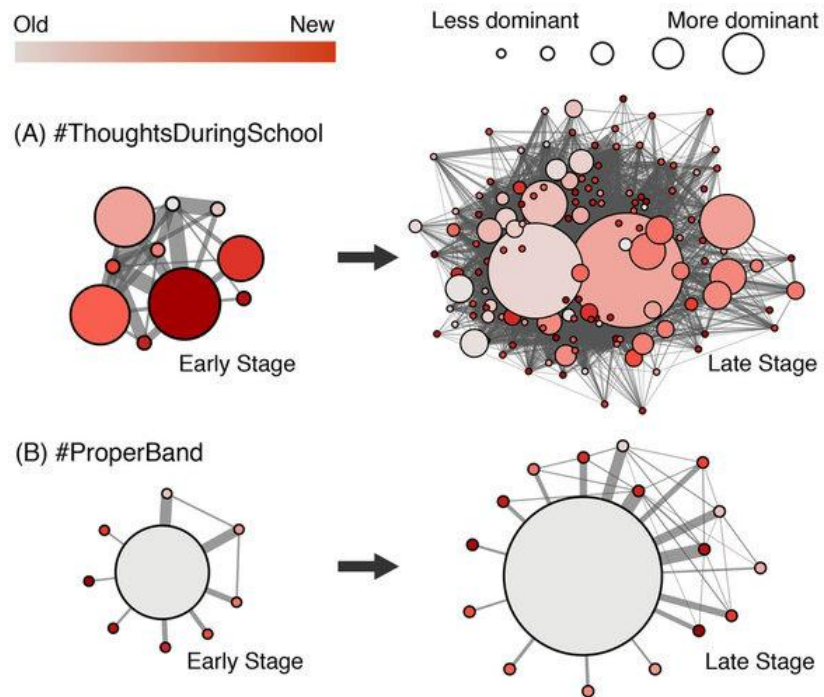 Old New
Less dominant More dominant
(A) #ThoughtsDuringSchool
Early Stage
Late Stage
(B) #ProperBand
Early Stage
Late Stage